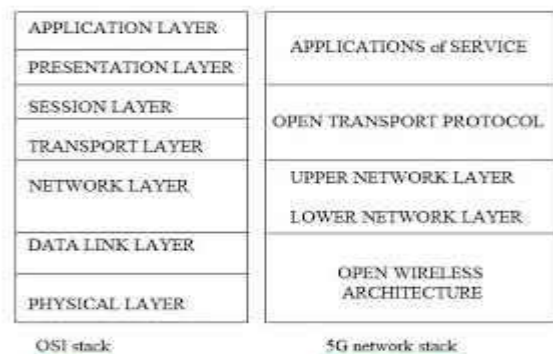 APPLICATION LAYER
PRESENTATION LAYER
SESSION LAYER
TRANSPORT LAYER
NETWORK LAYER
DATA LINK LAYER
PHYSICAL LAYER
OSI stack
APPLICATIONS of SERVICE
OPEN TRANSPORT PROTOCOL
UPPER NETWORK LAYER
LOWER NETWORK LAYER
OPEN WIRELESS
ARCHITECTURE
5G network stack